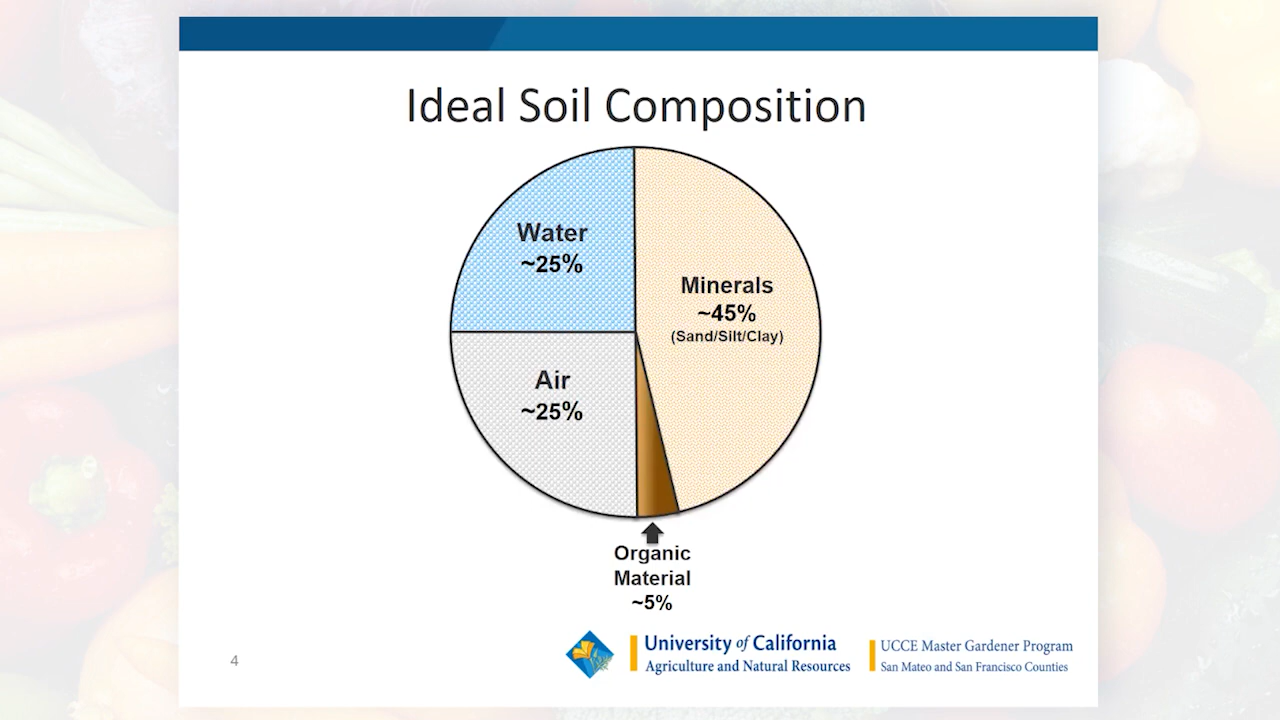 Ideal Soil Composition
Water
~25%
Minerals
~45%
(Sand/Silt/Clay)
Air
~25%
Organic
Material
~5%
University of California
Agriculture and Natural Resources
UCCE Master Gardener Program
San Mateo and San Francisco Counties
4